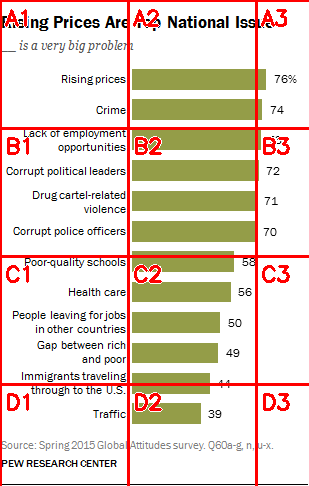 Rising Prices Are Top National Issue
__ is a very big problem
Rising prices 76%
Crime 74
Lack of employment
opportunities
Corrupt political leaders 72
Drug cartel-related
violence 71
Corrupt police officers 70
Poor-quality schools 58
Health care 56
People leaving for jobs
in other countries 50
Gap between rich
and poor 49
Immigrants traveling
through to the U.S. 44
Traffic 39
Source: Spring 2015 Global Attitudes survey. Q60a-g, n, u-x.
PEW RESEARCH CENTER
A1 A2 A3
B1 B2 B3
C1 C2 C3
D1 D2 D3